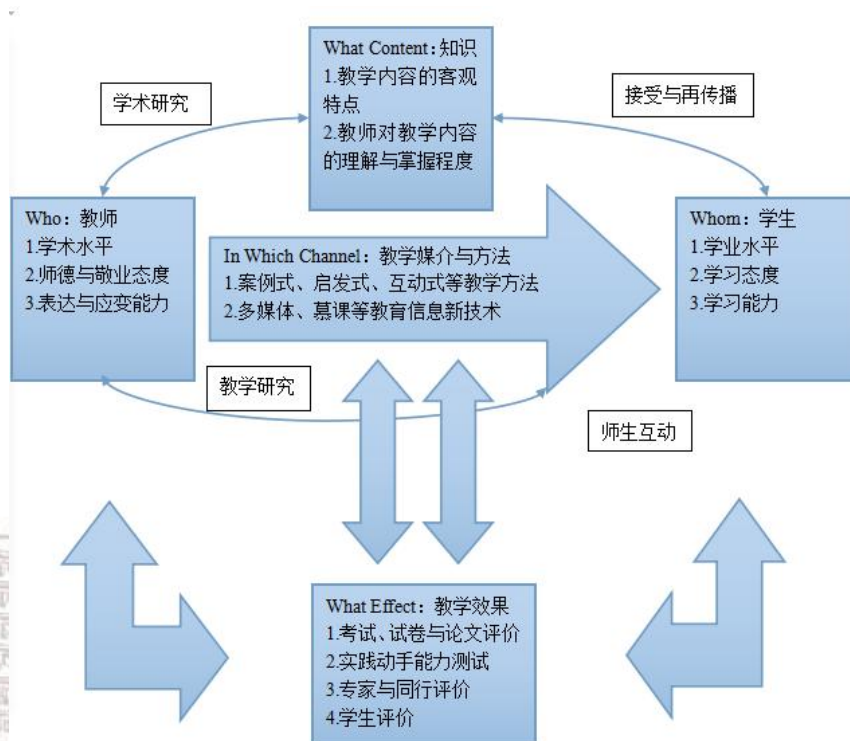 What Content：知识
1.教学内容的客观
特点
2.教师对教学内容
的理解与掌握程度
学术研究
接受与再传播
Who：教师
1.学术水平
2.师德与敬业态度
3.表达与应变能力
In Which Channel：教学媒介与方法
1.案例式、启发式、互动式等教学方法
2.多媒体、慕课等教育信息新技术
Whom：学生
1.学业水平
2.学习态度
3.学习能力
教学研究
师生互动
What Effect：教学效果
1.考试、试卷与论文评价
2.实践动手能力测试
3.专家与同行评价
4.学生评价